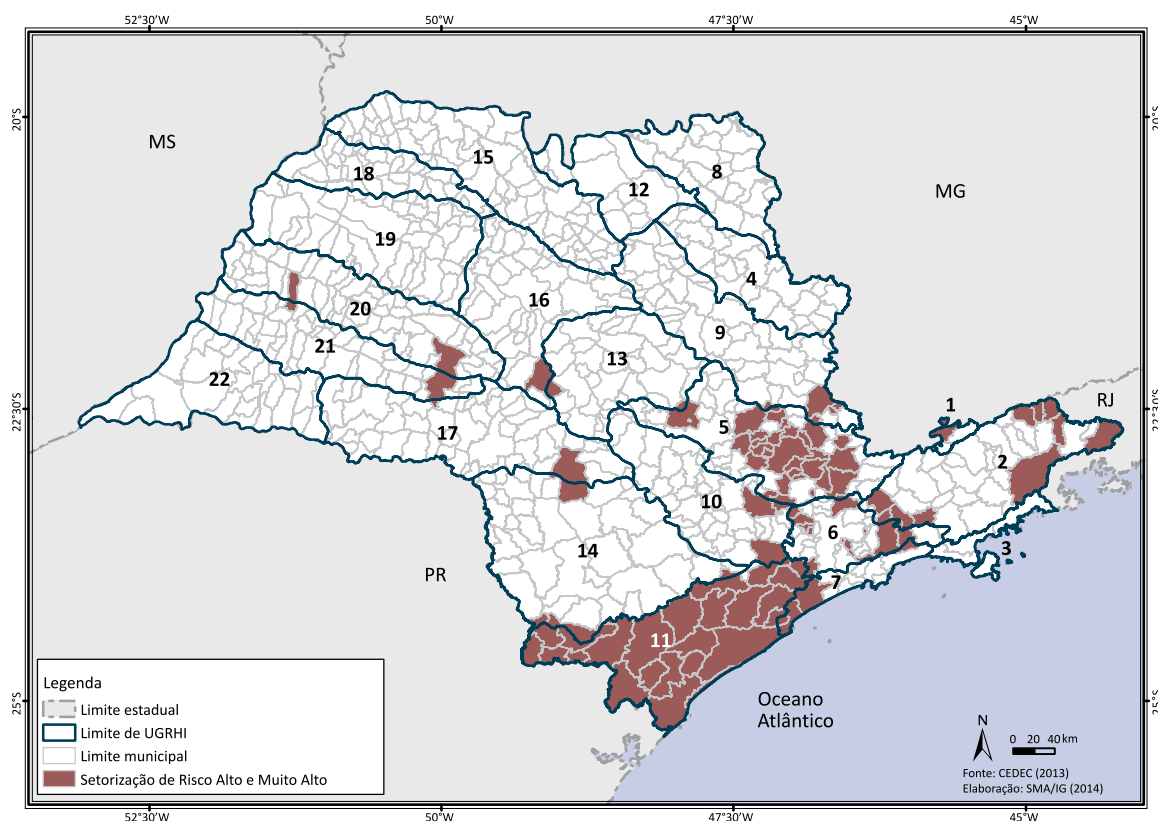 52°30'W 50°W 47°30'W 45°W
20°S 20°S
MS
MG
15
8
18
12
19
4
16
20
9
21
13
22
RJ
22°30'S
1
5
17
2
10
6
14
3
PR
7
11
25°S
Legenda
Limite estadual
Limite de UGRHI
Limite municipal
Setorização de Risco Alto e Muito Alto
Oceano
Atlântico
N
0 20 40 km
Fonte: CEDEC (2013)
Elaboração: SMA/IG (2014)
52°30'W 50°W 47°30'W 45°W